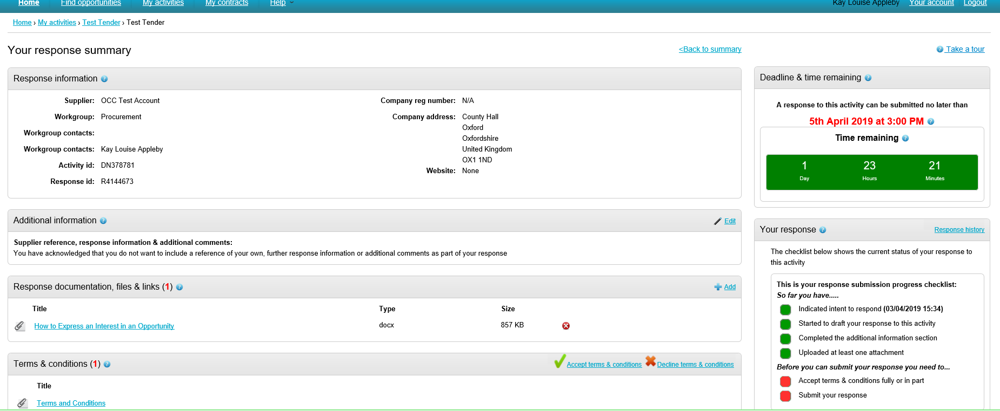 Home Find opportunities My activities My contracts Help Kay Louise Appleby Your account Logout
Home › My activities › Test Tender › Test Tender
Your response summary
<Back to summary
Take a tour
Response information
Supplier: OCC Test Account
Workgroup: Procurement
Workgroup contacts:
Workgroup contacts: Kay Louise Appleby
Activity id: DN378781
Response id: R4144673
Company reg number: N/A
Company address: County Hall
Oxford
Oxfordshire
United Kingdom
OX1 1ND
Website: None
Additional information
Edit
Supplier reference, response information & additional comments:
You have acknowledged that you do not want to include a reference of your own, further response information or additional comments as part of your response
Response documentation, files & links (1)
Add
Title Type Size
How to Express an Interest in an Opportunity docx 857 KB
Terms & conditions (1)
Accept terms & conditions Decline terms & conditions
Title
Terms and Conditions
Deadline & time remaining
A response to this activity can be submitted no later than
5th April 2019 at 3:00 PM
Time remaining
1 23 21
Day Hours Minutes
Your response
Response history
The checklist below shows the current status of your response to
this activity
This is your response submission progress checklist:
So far you have.....
Indicated intent to respond (03/04/2019 15:34)
Started to draft your response to this activity
Completed the additional information section
Uploaded at least one attachment
Before you can submit your response you need to...
Accept terms & conditions fully or in part
Submit your response